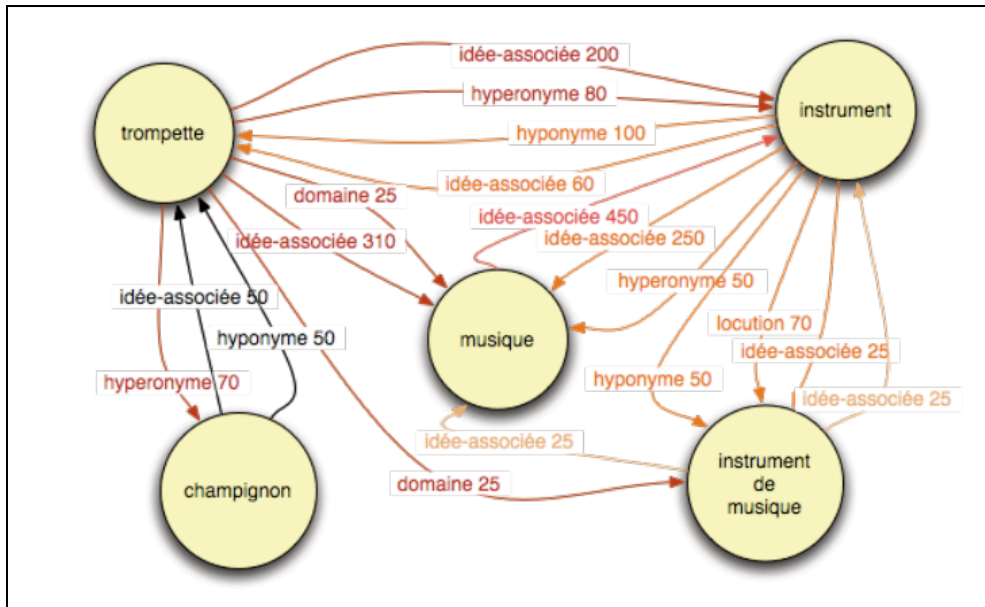 idée-associée 200
hyperonyme 80
trompette
instrument
hyponyme 100
idée-associée 60
domaine 25
idée-associée 450
idée-associée 310
idée-associée 250
hyperonyme 50
idée-associée 50
locution 70
hyponyme 50
musique
idée-associée 25
hyperonyme 70
hyponyme 50
idée-associée 25
idée-associée 25
domaine 25
champignon
instrument
de
musique